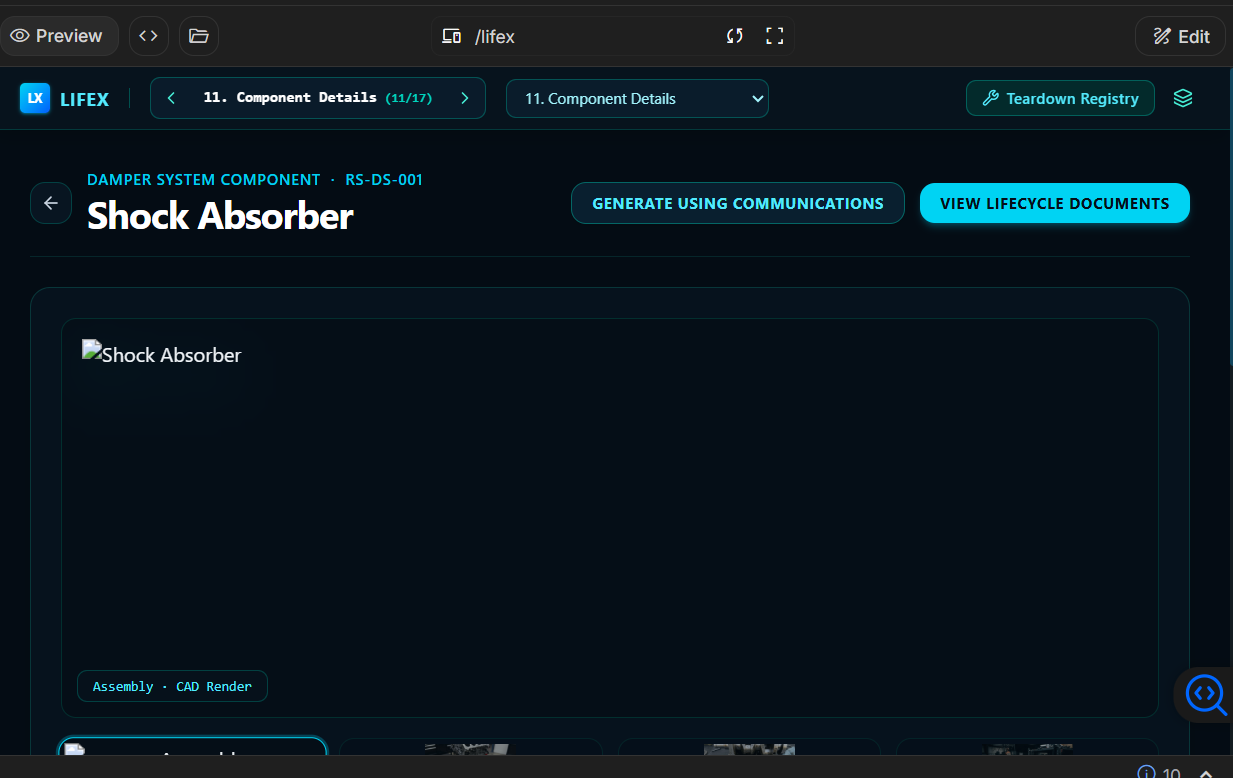 Preview
/lifex
Edit
LX LIFEX
11. Component Details (11/17)
11. Component Details
Teardown Registry
DAMPER SYSTEM COMPONENT · RS-DS-001
Shock Absorber
GENERATE USING COMMUNICATIONS
VIEW LIFECYCLE DOCUMENTS
Shock Absorber
Assembly · CAD Render
10